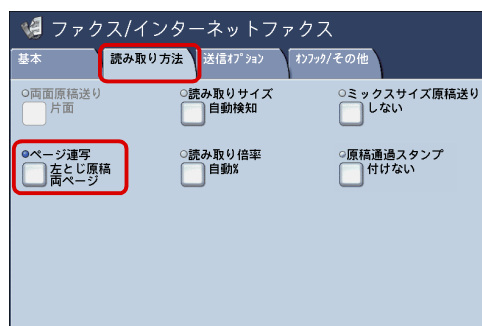 ファクス/インターネットファクス
基本 読み取り方法 送信ｵﾌﾟｼｮﾝ ｵﾝﾌｯｸ/その他
両面原稿送り 読み取りサイズ ミックスサイズ原稿送り
片面 自動検知 しない
ページ連写 読み取り倍率 原稿通過スタンプ
左とじ原稿 自動% 付けない
両ページ